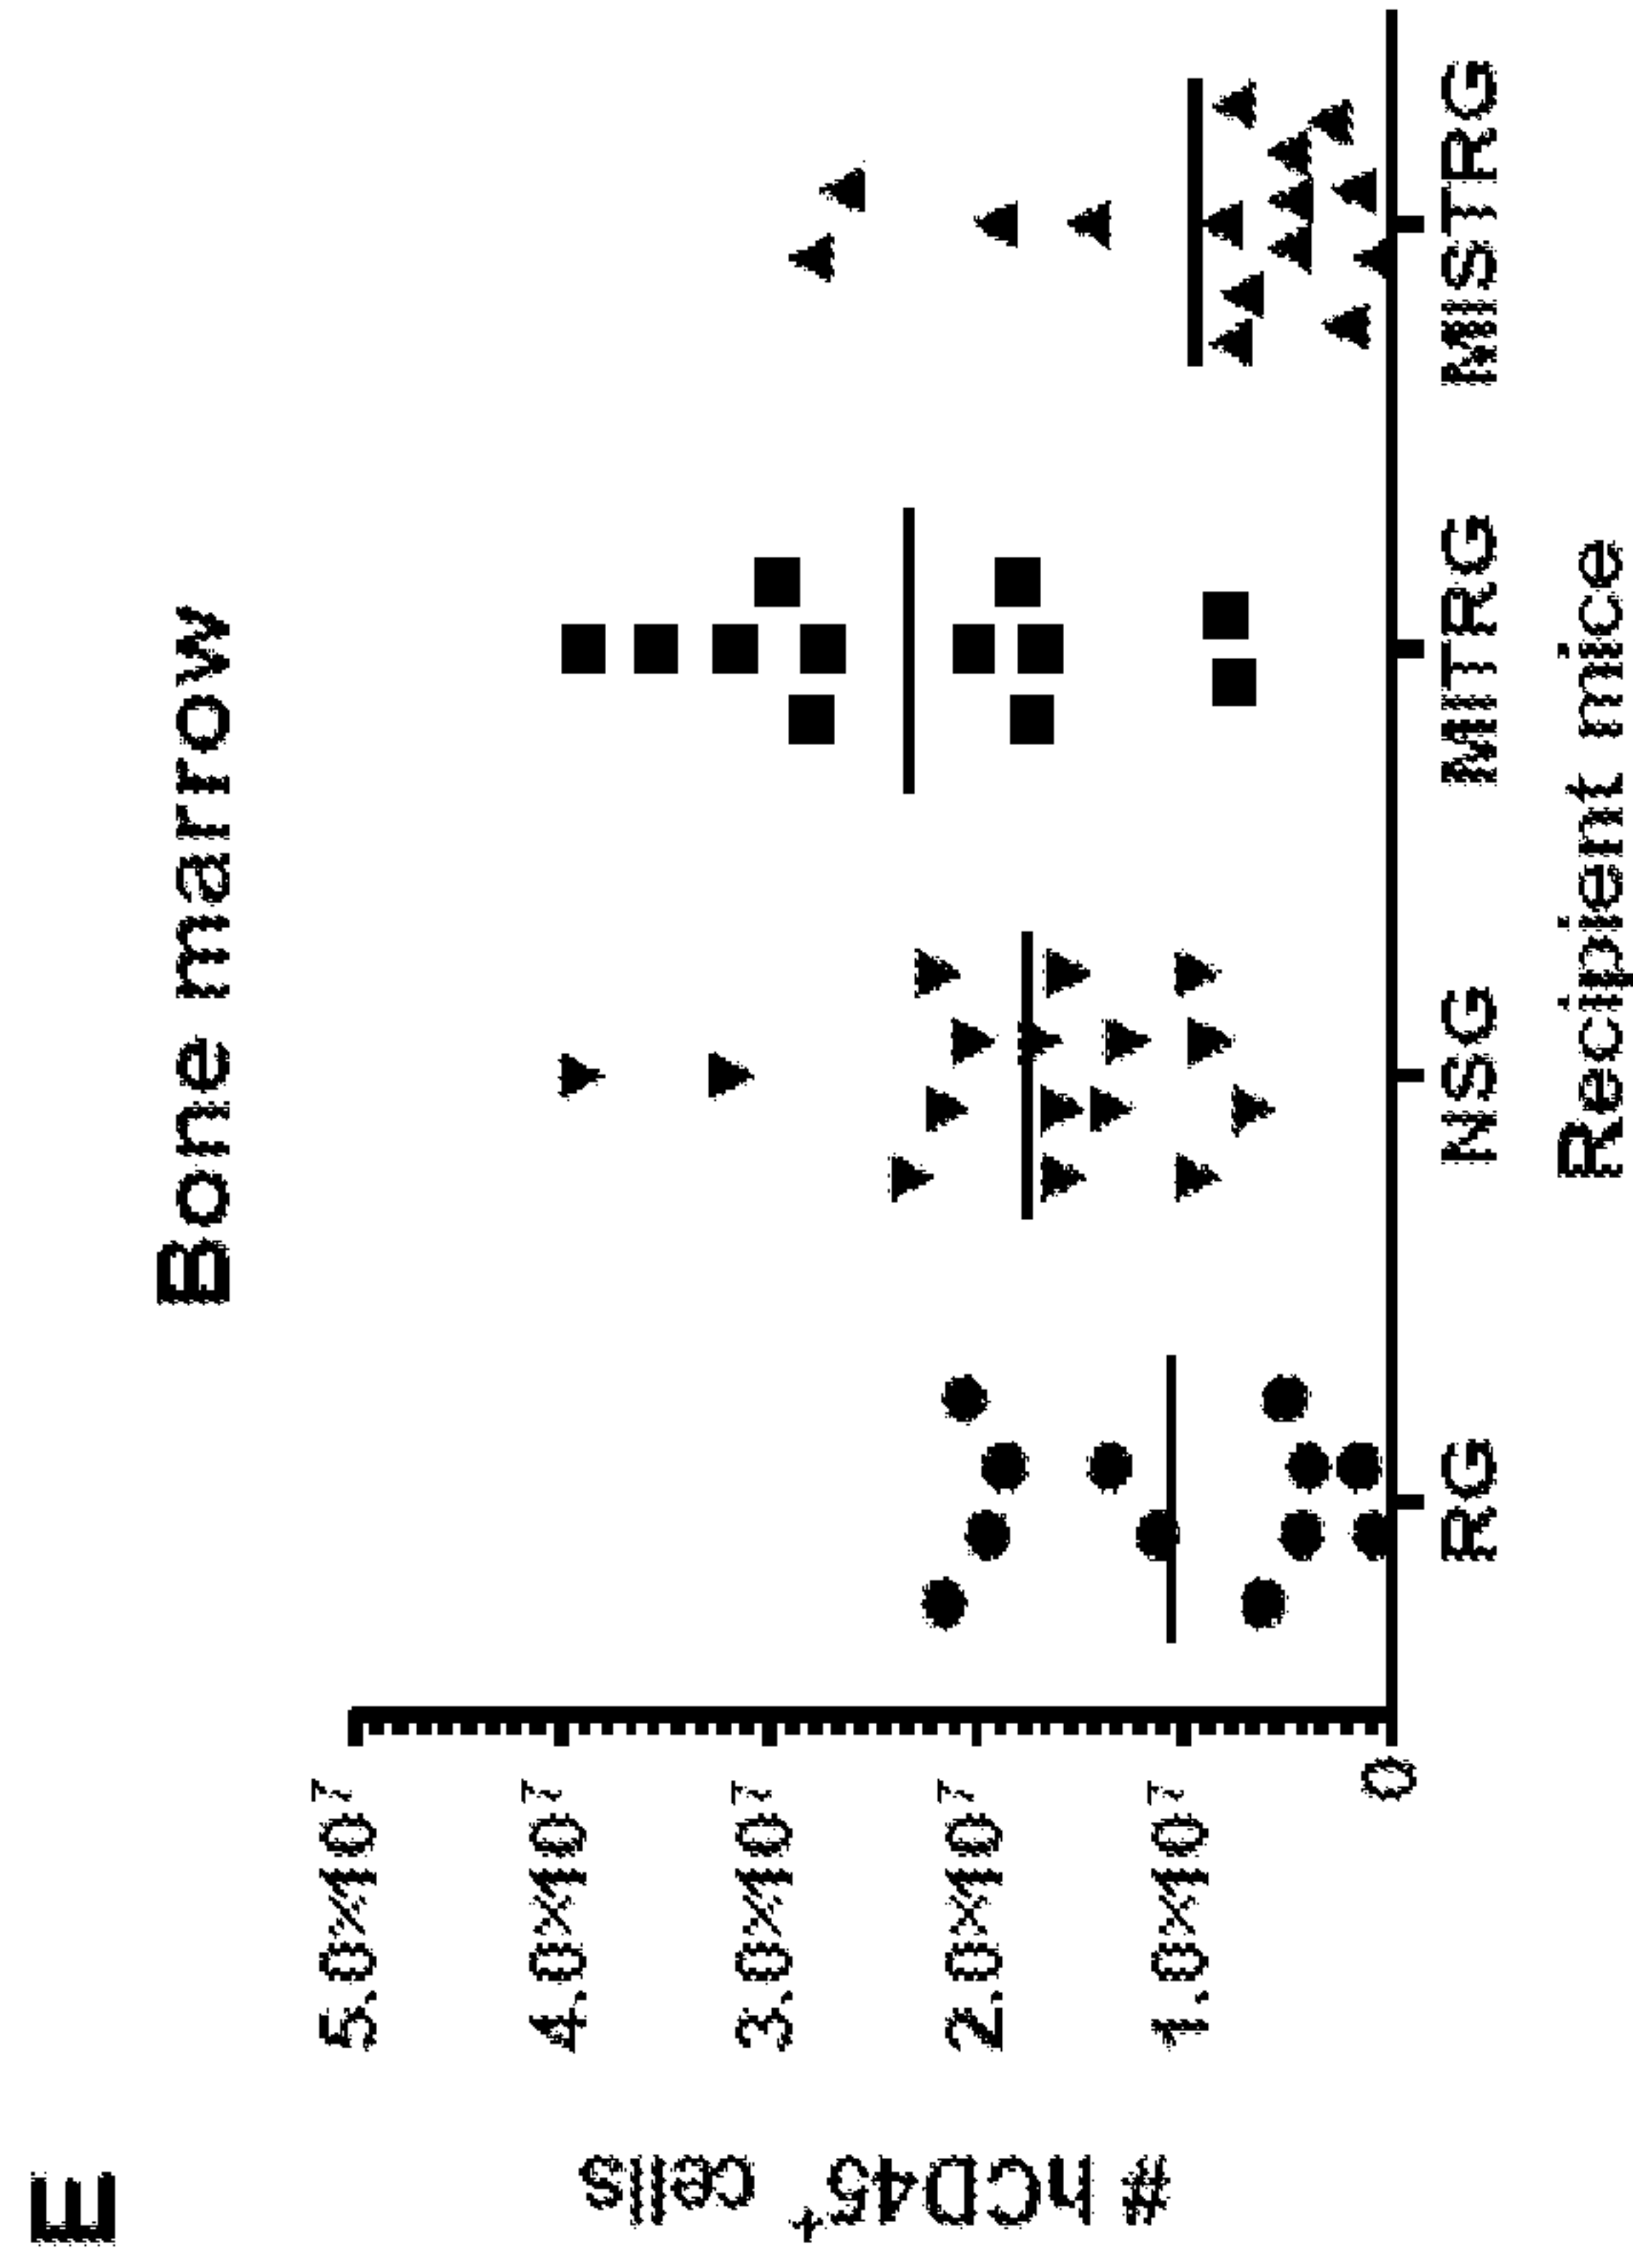 E
Bone marrow
# hCD45⁺ cells
5.0×10⁷
4.0×10⁷
3.0×10⁷
2.0×10⁷
1.0×10⁷
0
RG NSG MITRG MISTRG
Recipient mice